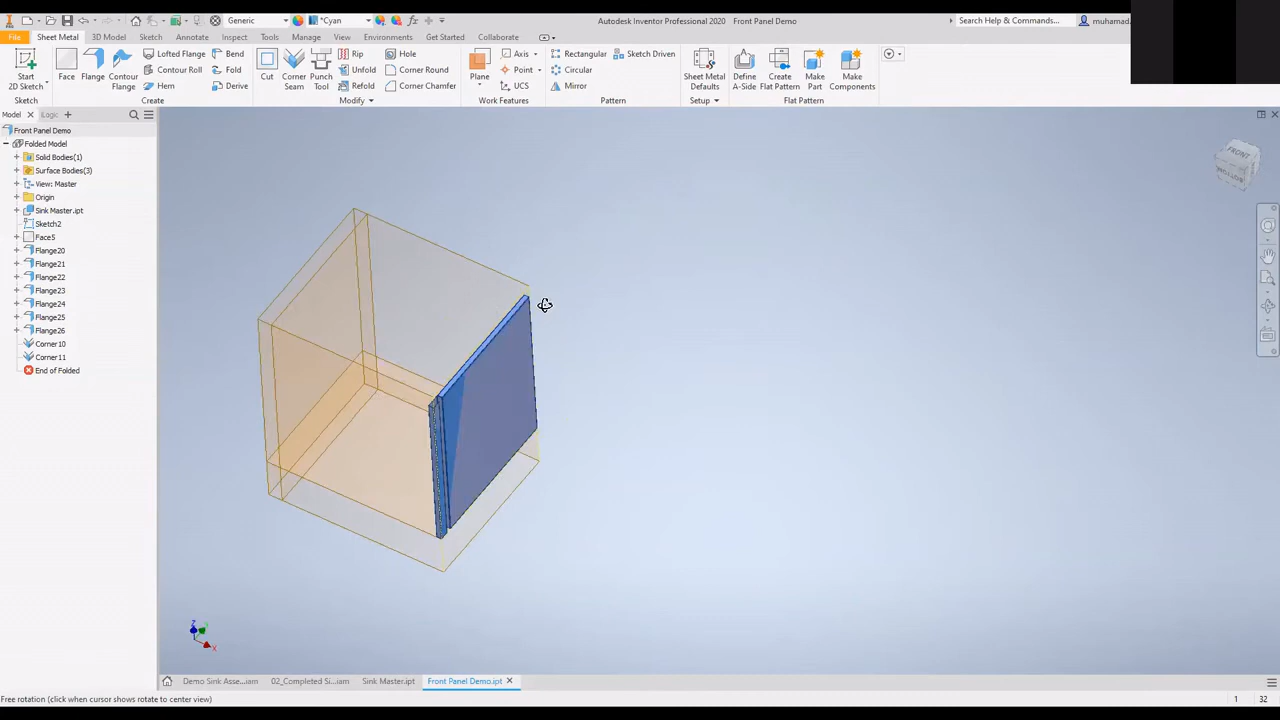 Generic
*Cyan
Autodesk Inventor Professional 2020 Front Panel Demo
Search Help & Commands...
muhamad.
File Sheet Metal 3D Model Sketch Annotate Inspect Tools Manage View Environments Get Started Collaborate
Start 2D Sketch
Sketch
Face
Flange
Contour Flange
Lofted Flange
Contour Roll
Hem
Bend
Fold
Derive
Create
Cut
Corner Seam
Punch Tool
Rip
Unfold
Refold
Hole
Corner Round
Corner Chamfer
Modify
Plane
Axis
Point
UCS
Work Features
Rectangular
Circular
Mirror
Sketch Driven
Pattern
Sheet Metal Defaults
Setup
Define A-Side
Create Flat Pattern
Make Part
Make Components
Flat Pattern
Model
iLogic
Front Panel Demo
Folded Model
Solid Bodies(1)
Surface Bodies(3)
View: Master
Origin
Sink Master.ipt
Sketch2
Face5
Flange20
Flange21
Flange22
Flange23
Flange24
Flange25
Flange26
Corner10
Corner11
End of Folded
FRONT
BOTTOM
Z
X
Demo Sink Asse...iam
02_Completed Si...iam
Sink Master.ipt
Front Panel Demo.ipt
Free rotation (click when cursor shows rotate to center view)
1 32